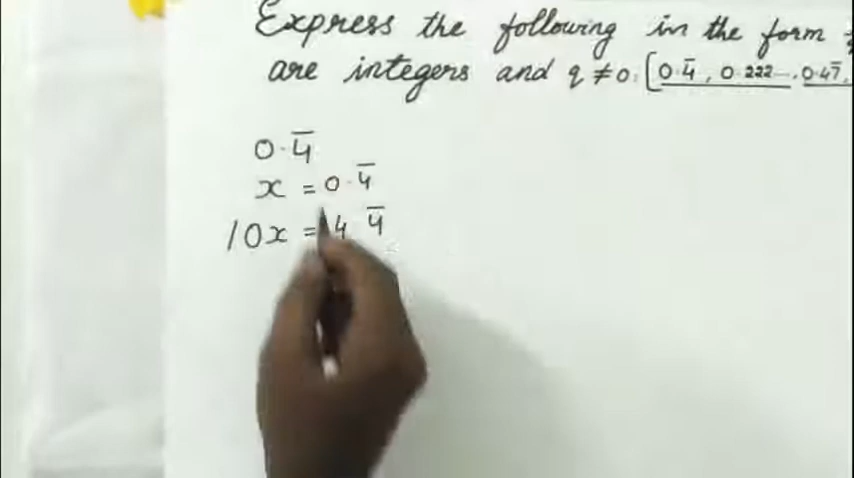 Express the following in the form
are integers and q ≠ 0. [0.4̅, 0.222..., 0.47̅,
0.4̅
x = 0.4̅
10x = 4 4̅